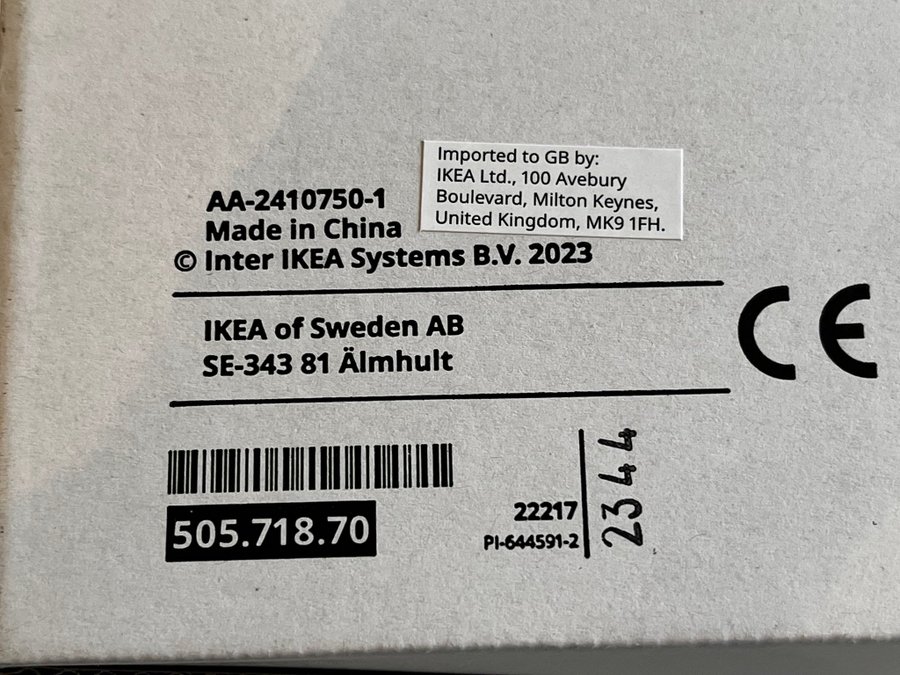 Imported to GB by:
IKEA Ltd., 100 Avebury
Boulevard, Milton Keynes,
United Kingdom, MK9 1FH.
AA-2410750-1
Made in China
© Inter IKEA Systems B.V. 2023
IKEA of Sweden AB
SE-343 81 Älmhult
CE
505.718.70
22217
PI-644591-2
2344